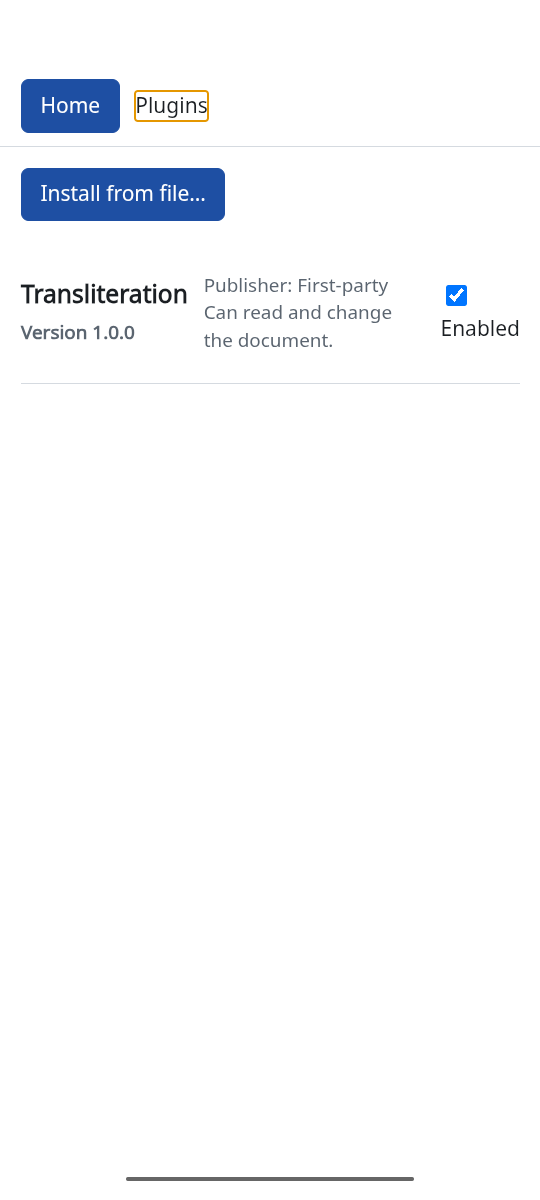 Home
Plugins
Install from file...
Transliteration
Version 1.0.0
Publisher: First-party
Can read and change
the document.
Enabled